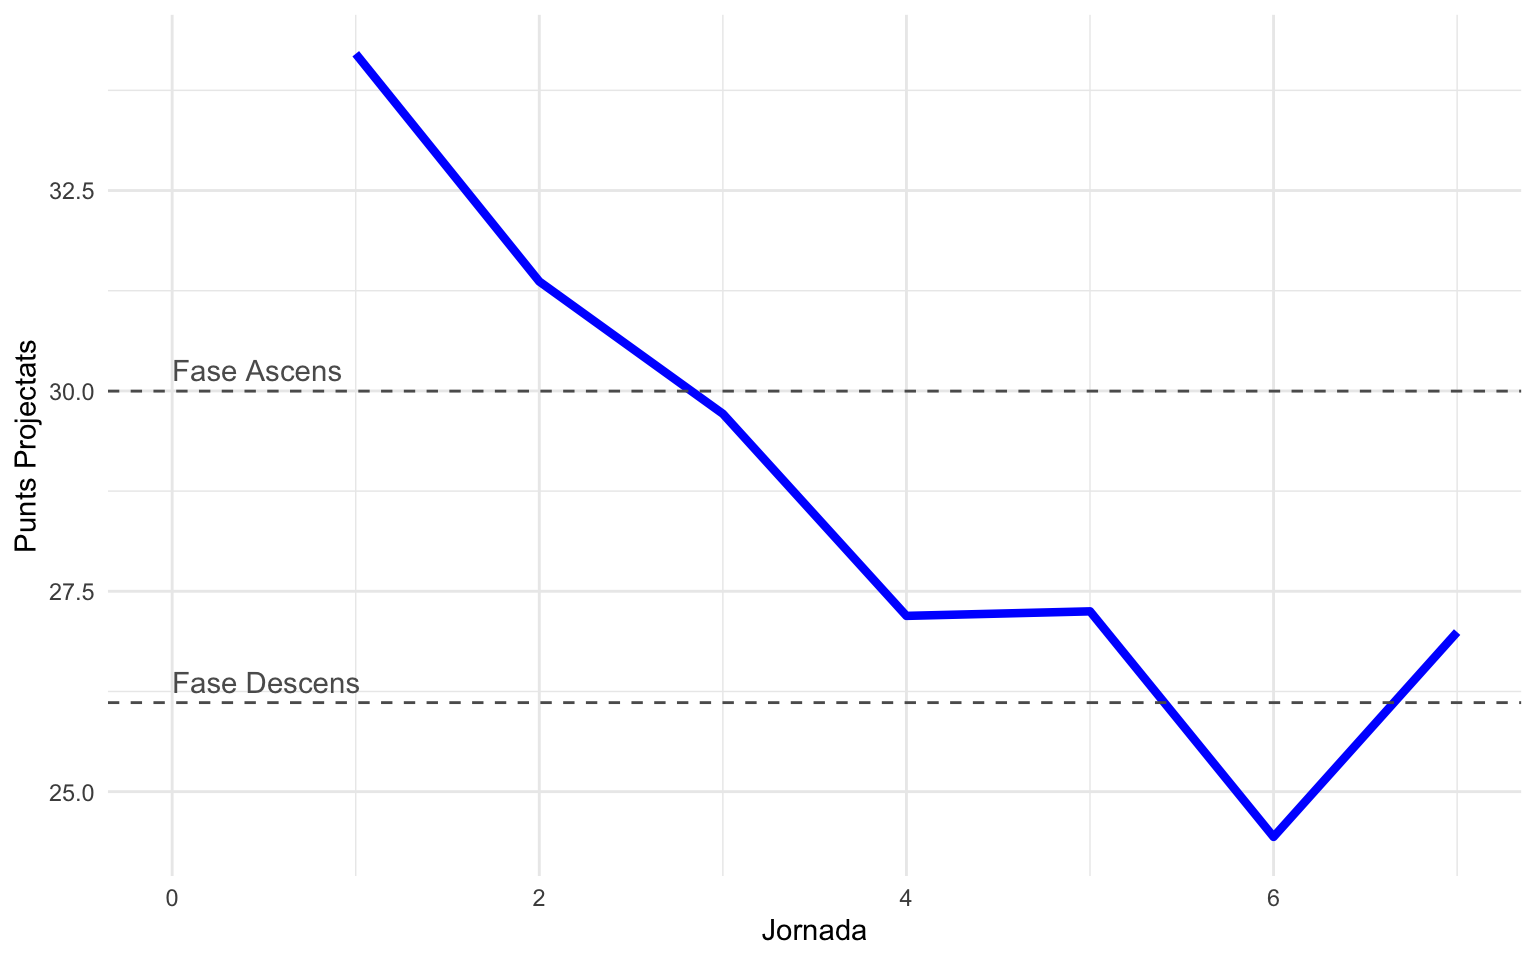 32.5
Fase Ascens
30.0
Punts Projectats
27.5
Fase Descens
25.0
0 2 4 6
Jornada